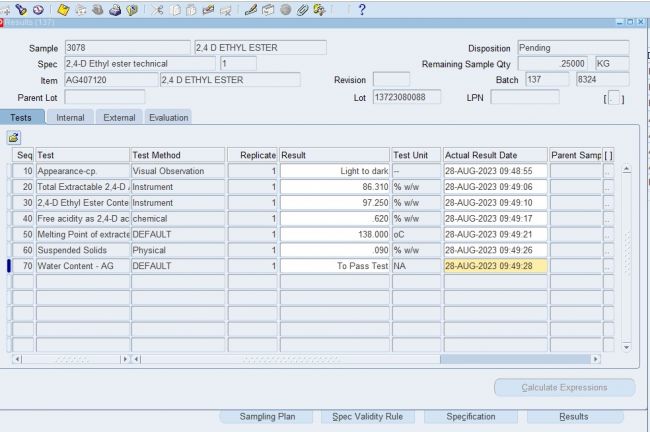 Results (137)
Sample 3078 2,4 D ETHYL ESTER Disposition Pending
Spec 2,4-D Ethyl ester technical 1 Remaining Sample Qty .25000 KG
Item AG407120 2,4 D ETHYL ESTER Revision Batch 137 8324
Parent Lot Lot 13723080088 LPN [ . ]
Tests Internal External Evaluation
Seq Test Test Method Replicate Result Test Unit Actual Result Date Parent Samp [ ]
10 Appearance-cp. Visual Observation 1 Light to dark -- 28-AUG-2023 09:48:55
20 Total Extractable 2,4-D Instrument 1 86.310 % w/w 28-AUG-2023 09:49:06
30 2,4-D Ethyl Ester Conte Instrument 1 97.250 % w/w 28-AUG-2023 09:49:10
40 Free acidity as 2,4-D ac chemical 1 .620 % w/w 28-AUG-2023 09:49:17
50 Melting Point of extracte DEFAULT 1 138.000 oC 28-AUG-2023 09:49:21
60 Suspended Solids Physical 1 .090 % w/w 28-AUG-2023 09:49:26
70 Water Content - AG DEFAULT 1 To Pass Test NA 28-AUG-2023 09:49:28
Calculate Expressions
Sampling Plan Spec Validity Rule Specification Results